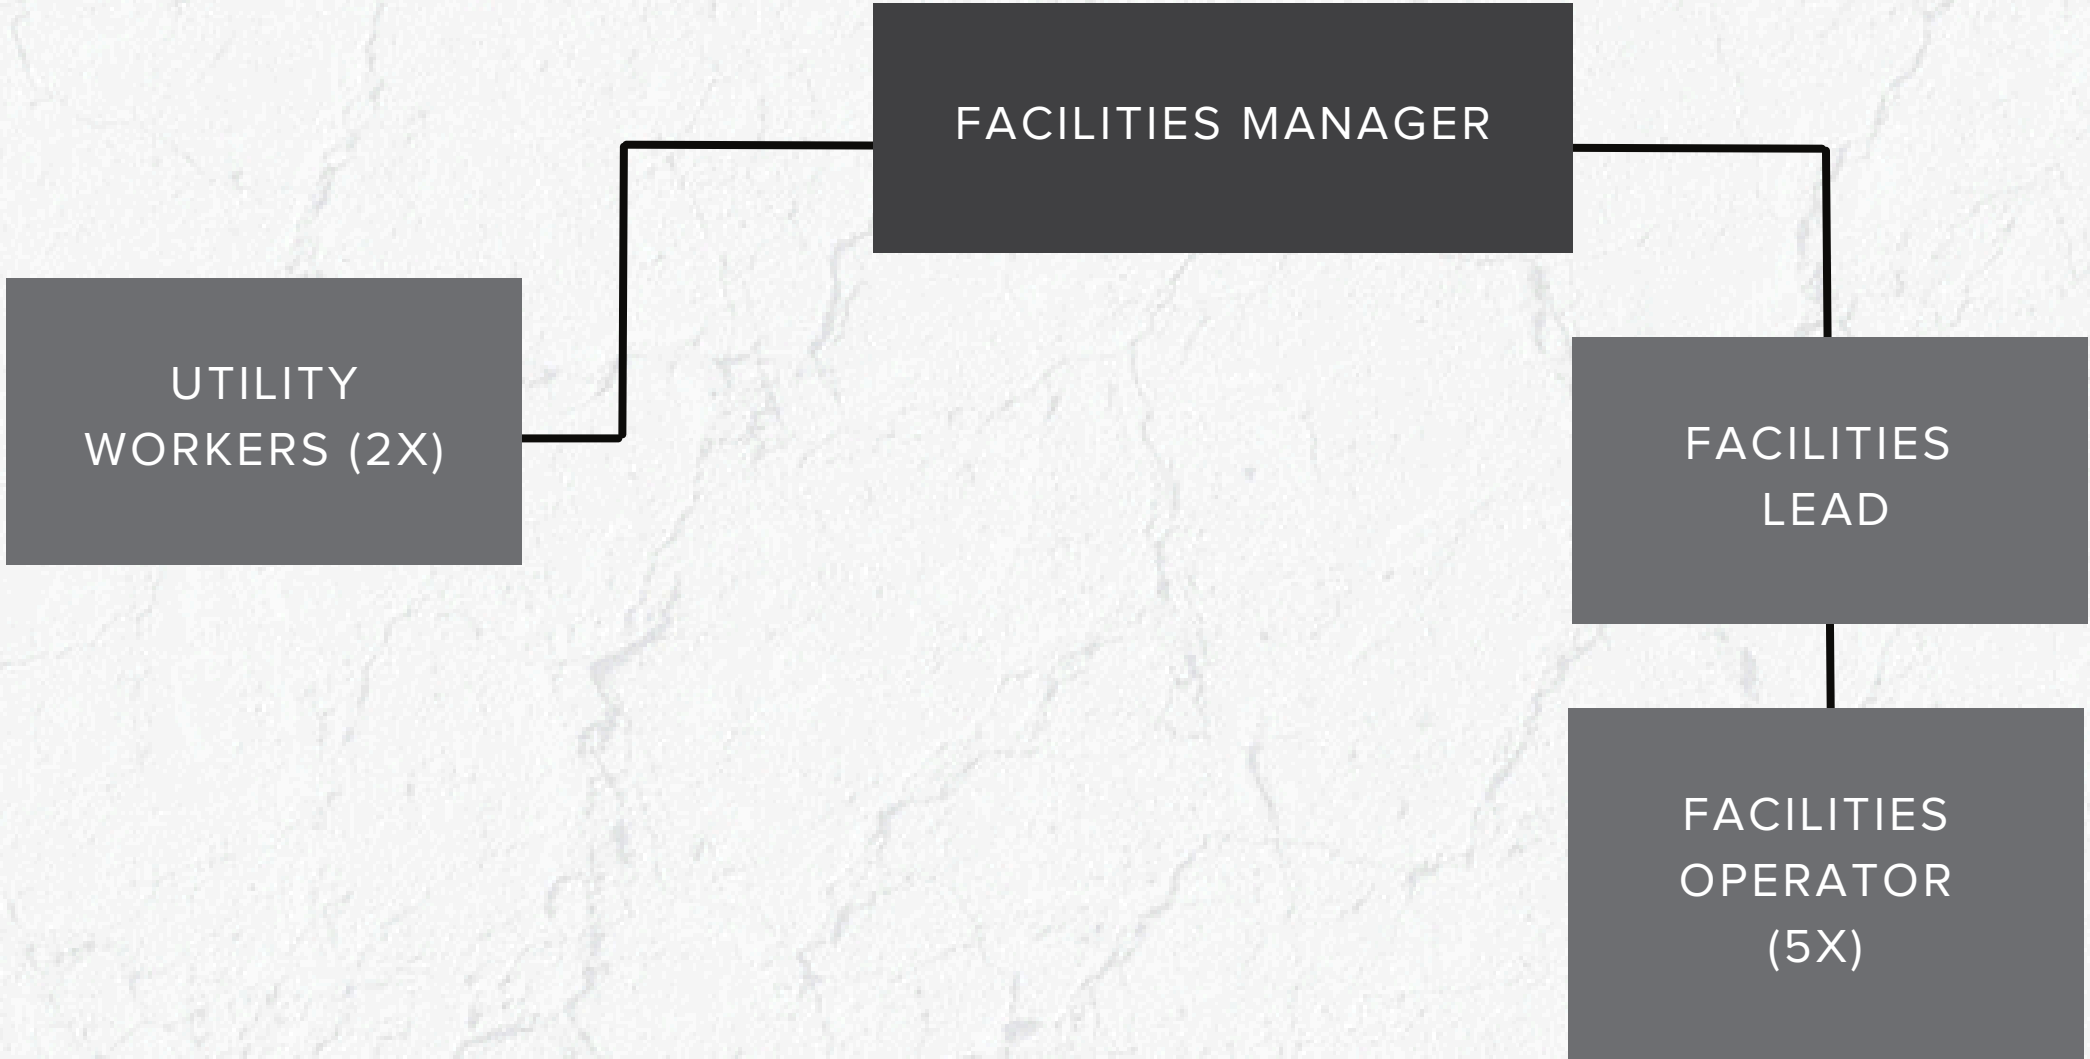 FACILITIES MANAGER
UTILITY
WORKERS (2X)
FACILITIES
LEAD
FACILITIES
OPERATOR
(5X)